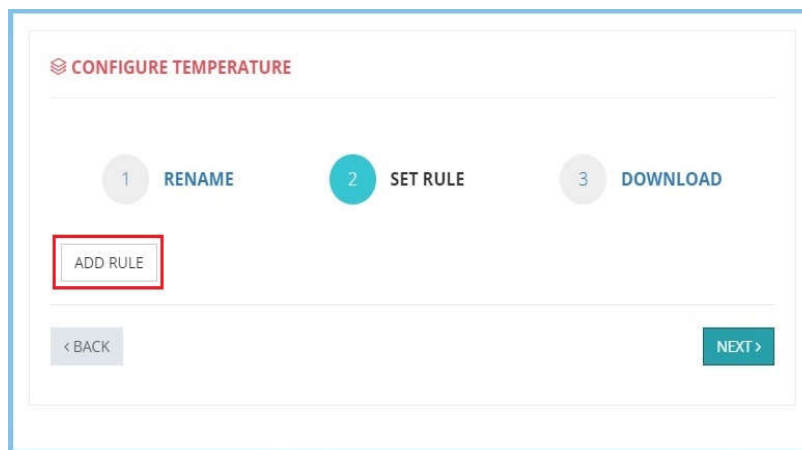 CONFIGURE TEMPERATURE
1 RENAME 2 SET RULE 3 DOWNLOAD
ADD RULE
< BACK NEXT >